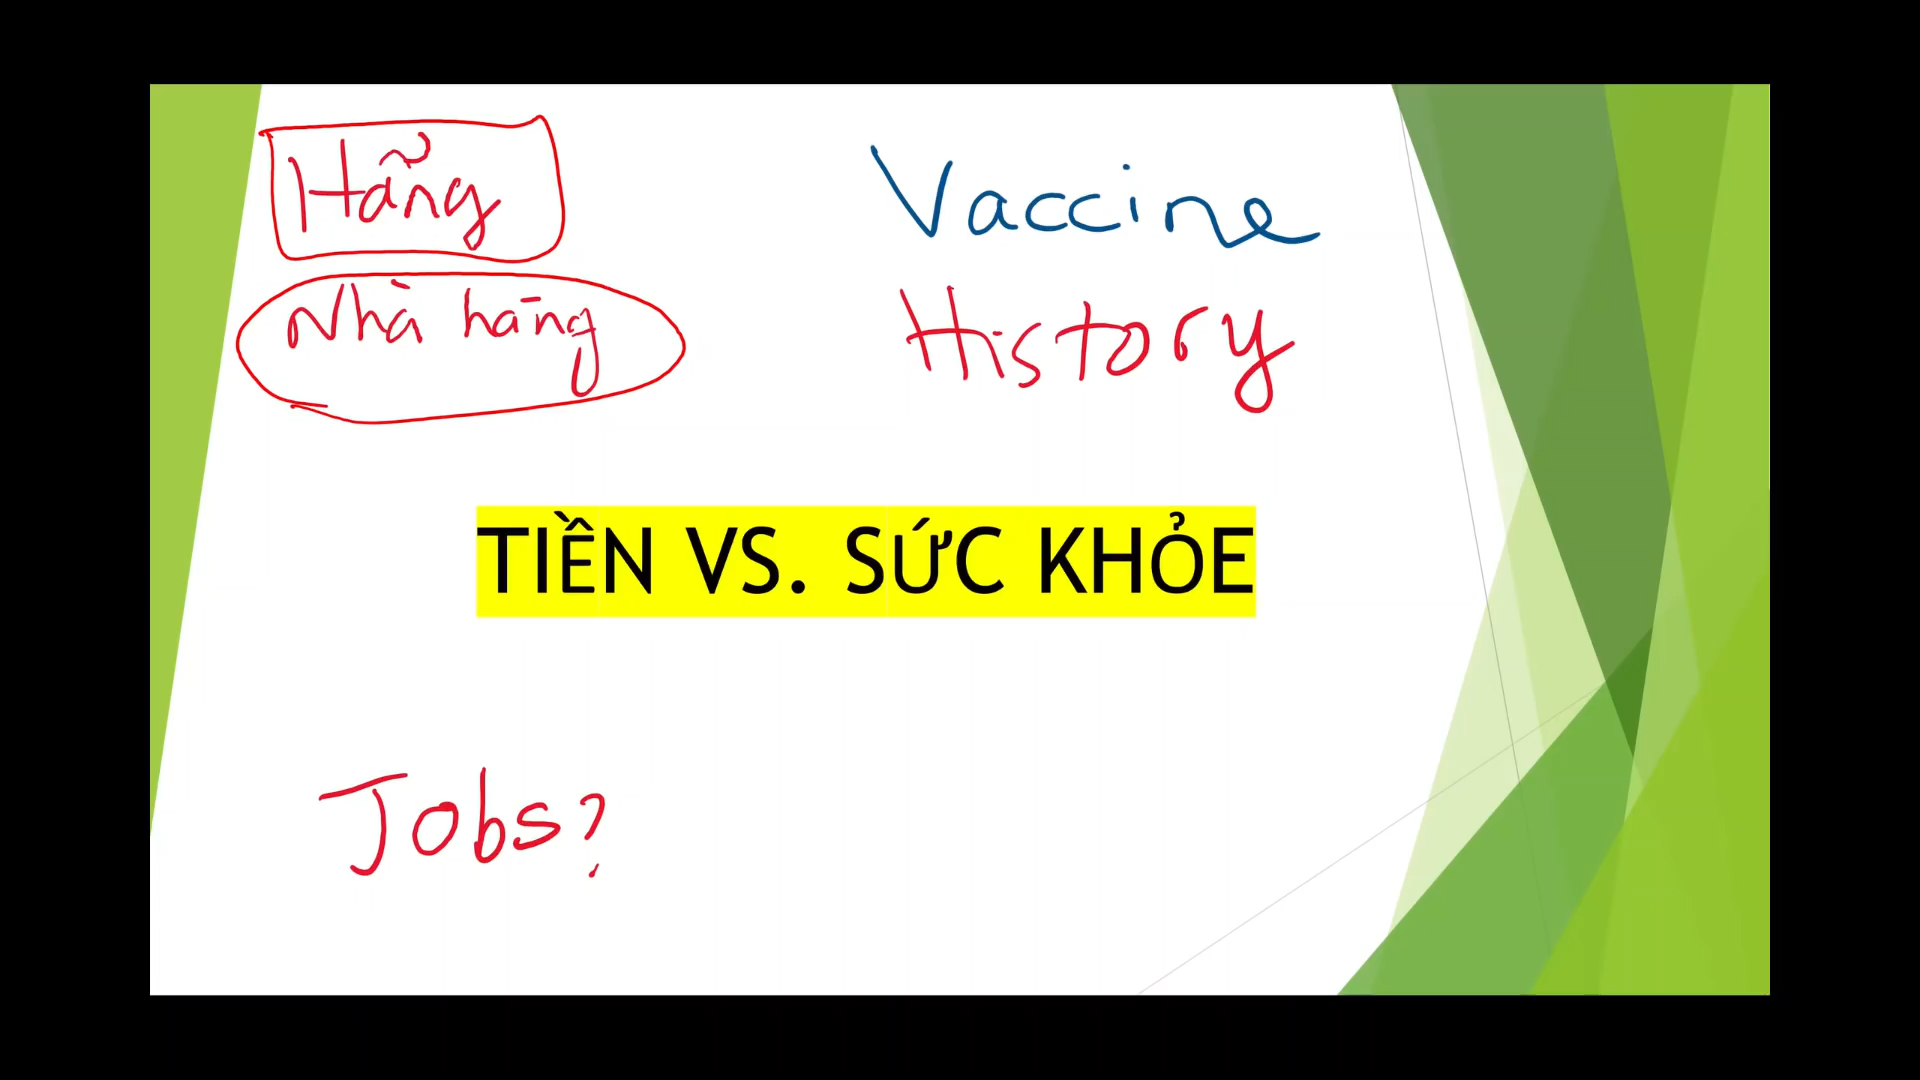 Hãng
Vaccine
Nhà hàng
History
TIỀN VS. SỨC KHỎE
Jobs?